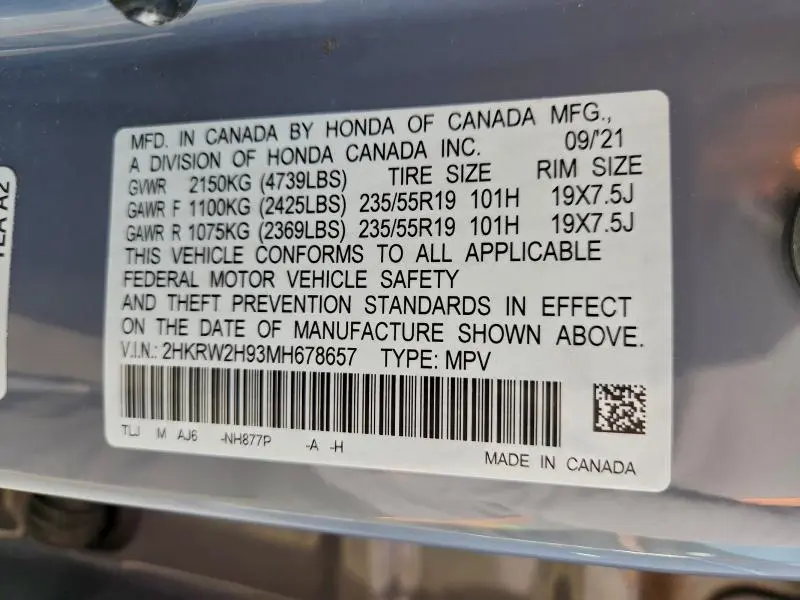 MFD. IN CANADA BY HONDA OF CANADA MFG.,
A DIVISION OF HONDA CANADA INC. 09/'21
GVWR 2150KG (4739LBS) TIRE SIZE RIM SIZE
GAWR F 1100KG (2425LBS) 235/55R19 101H 19X7.5J
GAWR R 1075KG (2369LBS) 235/55R19 101H 19X7.5J
THIS VEHICLE CONFORMS TO ALL APPLICABLE
FEDERAL MOTOR VEHICLE SAFETY
AND THEFT PREVENTION STANDARDS IN EFFECT
ON THE DATE OF MANUFACTURE SHOWN ABOVE.
V.I.N.: 2HKRW2H93MH678657 TYPE: MPV
TLJ M AJ6 -NH877P -A -H
MADE IN CANADA